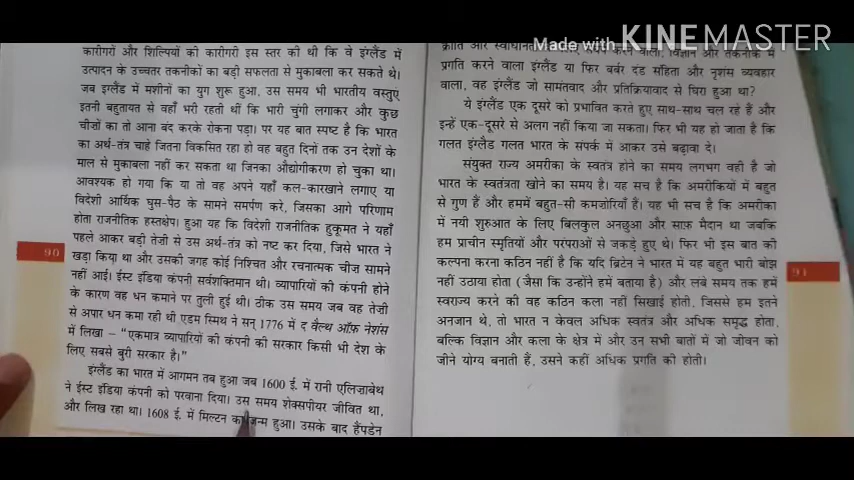 Made with KINEMASTER
कारीगरों और शिल्पियों की कारीगरी इस स्तर की थी कि वे इंग्लैंड में
उत्पादन के उच्चतर तकनीकों का बड़ी सफलता से मुकाबला कर सकते थे।
जब इंग्लैंड में मशीनों का युग शुरू हुआ, उस समय भी भारतीय वस्तुएं
इतनी बहुतायत से वहाँ भरी रहती थीं कि भारी चुंगी लगाकर और कुछ
चीज़ों का तो आना बंद करके रोकना पड़ा। पर यह बात स्पष्ट है कि भारत
का अर्थ-तंत्र चाहे जितना विकसित रहा हो वह बहुत दिनों तक उन देशों के
माल से मुकाबला नहीं कर सकता था जिनका औद्योगीकरण हो चुका था।
आवश्यक हो गया कि या तो वह अपने यहाँ कल-कारखाने लगाए या
विदेशी आर्थिक घुस-पैठ के सामने समर्पण करे, जिसका आगे परिणाम
होता राजनीतिक हस्तक्षेप। हुआ यह कि विदेशी राजनीतिक हुकूमत ने यहाँ
पहले आकर बड़ी तेज़ी से उस अर्थ-तंत्र को नष्ट कर दिया, जिसे भारत ने
खड़ा किया था और उसकी जगह कोई निश्चित और रचनात्मक चीज़ सामने
नहीं आई। ईस्ट इंडिया कंपनी सर्वशक्तिमान थी। व्यापारियों की कंपनी होने
के कारण वह धन कमाने पर तुली हुई थी। ठीक उस समय जब वह तेज़ी
से अपार धन कमा रही थी एडम स्मिथ ने सन् 1776 में द वैल्थ ऑफ़ नेशंस
में लिखा – "एकमात्र व्यापारियों की कंपनी की सरकार किसी भी देश के
लिए सबसे बुरी सरकार है।"
इंग्लैंड का भारत में आगमन तब हुआ जब 1600 ई. में रानी एलिज़ाबेथ
ने ईस्ट इंडिया कंपनी को परवाना दिया। उस समय शेक्सपीयर जीवित था,
और लिख रहा था। 1608 ई. में मिल्टन का जन्म हुआ। उसके बाद हैंपडेन
90
क्रांति और स्वाधीनता करने वाला, विज्ञान और तकनीक में
प्रगति करने वाला इंग्लैंड या फिर बर्बर दंड संहिता और नृशंस व्यवहार
वाला, वह इंग्लैंड जो सामंतवाद और प्रतिक्रियावाद से घिरा हुआ था?
ये इंग्लैंड एक दूसरे को प्रभावित करते हुए साथ-साथ चल रहे हैं और
इन्हें एक-दूसरे से अलग नहीं किया जा सकता। फिर भी यह हो जाता है कि
गलत इंग्लैंड गलत भारत के संपर्क में आकर उसे बढ़ावा दे।
संयुक्त राज्य अमरीका के स्वतंत्र होने का समय लगभग वही है जो
भारत के स्वतंत्रता खोने का समय है। यह सच है कि अमरीकियों में बहुत
से गुण हैं और हममें बहुत-सी कमज़ोरियाँ हैं। यह भी सच है कि अमरीका
में नयी शुरुआत के लिए बिलकुल अनछुआ और साफ़ मैदान था जबकि
हम प्राचीन स्मृतियों और परंपराओं से जकड़े हुए थे। फिर भी इस बात की
कल्पना करना कठिन नहीं है कि यदि ब्रिटेन ने भारत में यह बहुत भारी बोझ
नहीं उठाया होता (जैसा कि उन्होंने हमें बताया है) और लंबे समय तक हमें
स्वराज्य करने की वह कठिन कला नहीं सिखाई होती, जिससे हम इतने
अनजान थे, तो भारत न केवल अधिक स्वतंत्र और अधिक समृद्ध होता,
बल्कि विज्ञान और कला के क्षेत्र में और उन सभी बातों में जो जीवन को
जीने योग्य बनाती हैं, उसने कहीं अधिक प्रगति की होती।
91